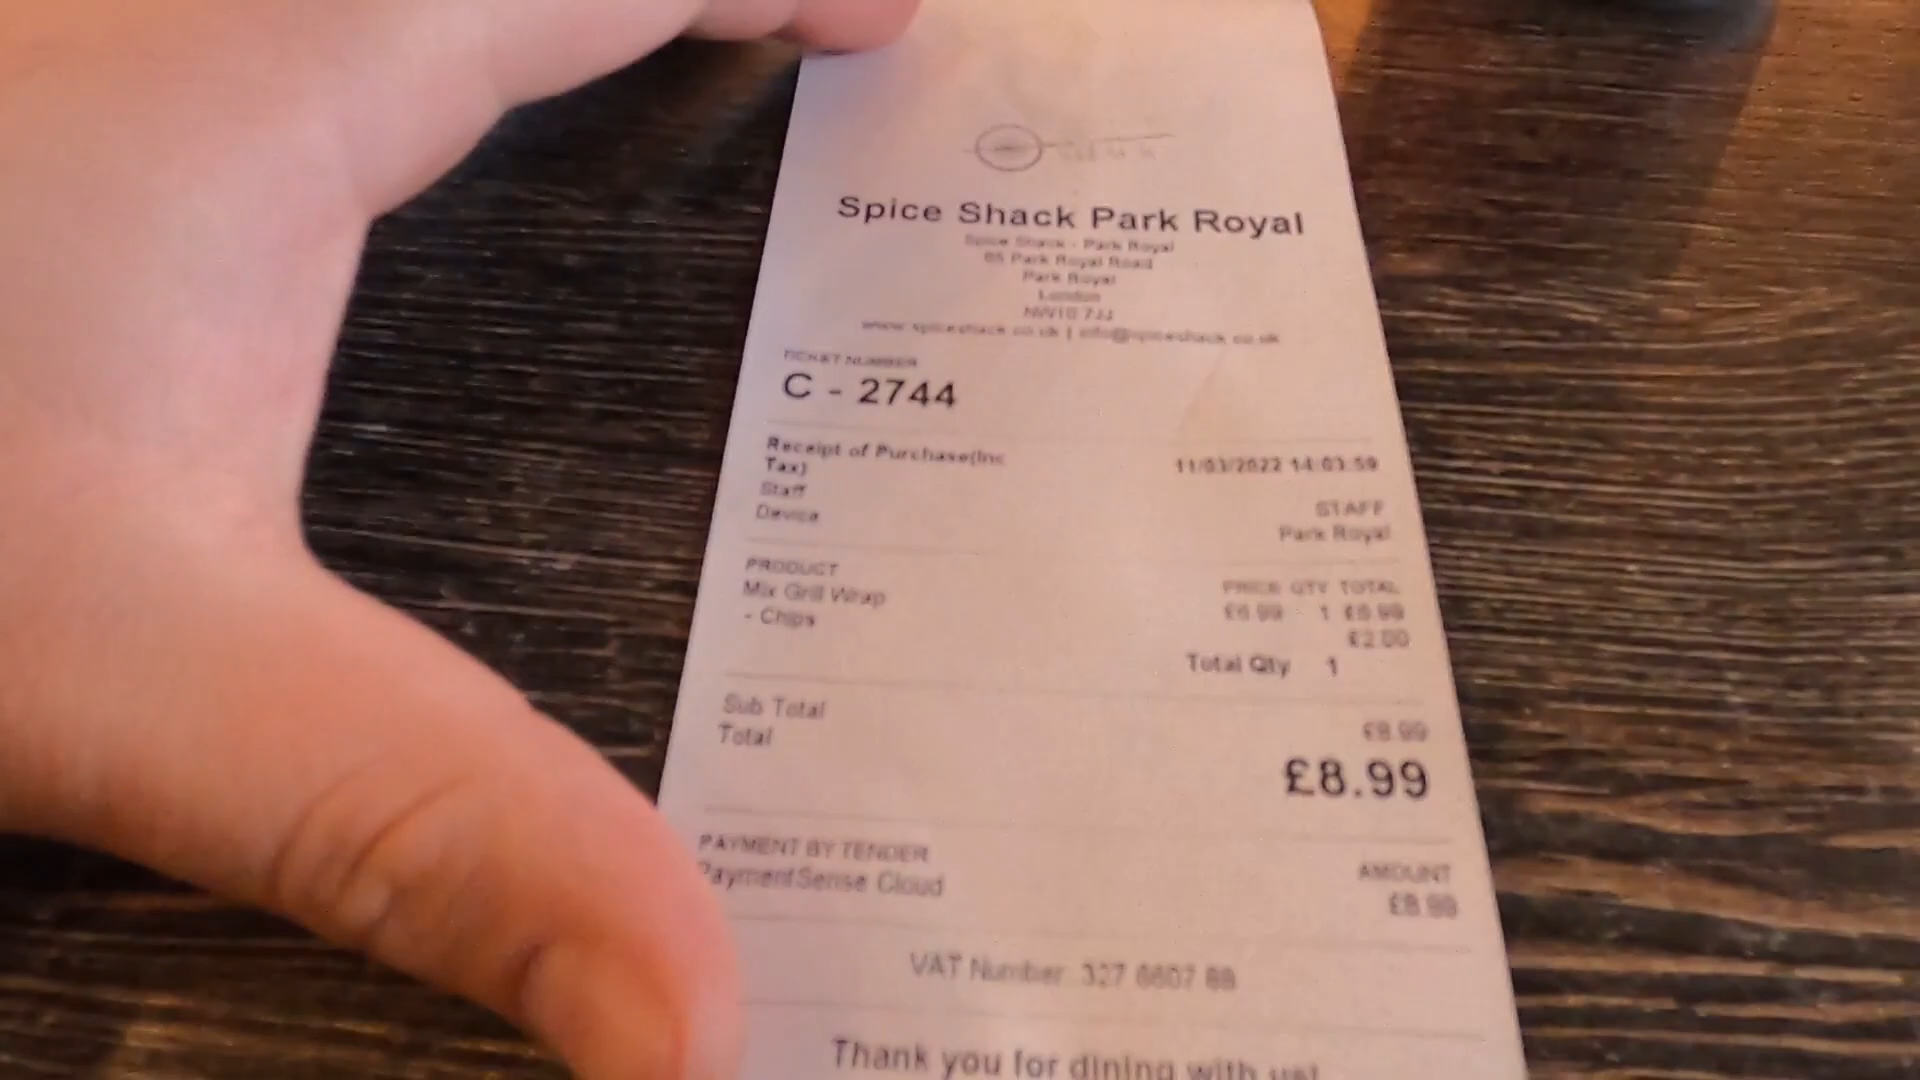 Spice Shack Park Royal
Spice Shack - Park Royal
65 Park Royal Road
Park Royal
London
NW10 7JJ
www.spiceshack.co.uk | info@spiceshack.co.uk
TICKET NUMBER
C - 2744
Receipt of Purchase(Inc Tax) 11/03/2022 14:03:59
Staff STAFF
Device Park Royal
PRODUCT PRICE QTY TOTAL
Mix Grill Wrap £6.99 1 £6.99
- Chips £2.00
Total Qty 1
Sub Total £8.99
Total £8.99
PAYMENT BY TENDER AMOUNT
PaymentSense Cloud £8.99
VAT Number 327
Thank you for dining with us!